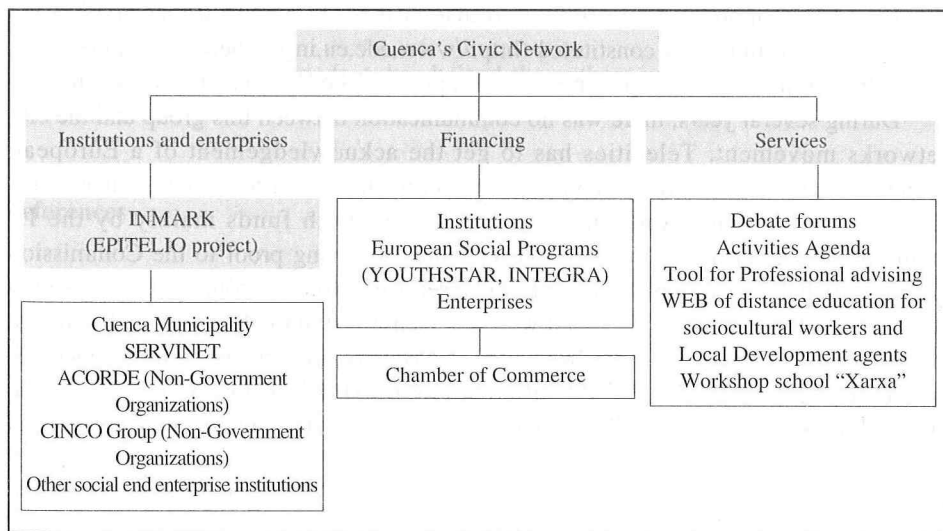 Cuenca's Civic Network
Institutions and enterprises
Financing
Services
INMARK
(EPITELIO project)
Cuenca Municipality
SERVINET
ACORDE (Non-Government
Organizations)
CINCO Group (Non-Government
Organizations)
Other social end enterprise institutions
Institutions
European Social Programs
(YOUTHSTAR, INTEGRA)
Enterprises
Chamber of Commerce
Debate forums
Activities Agenda
Tool for Professional advising
WEB of distance education for
sociocultural workers and
Local Development agents
Workshop school “Xarxa”